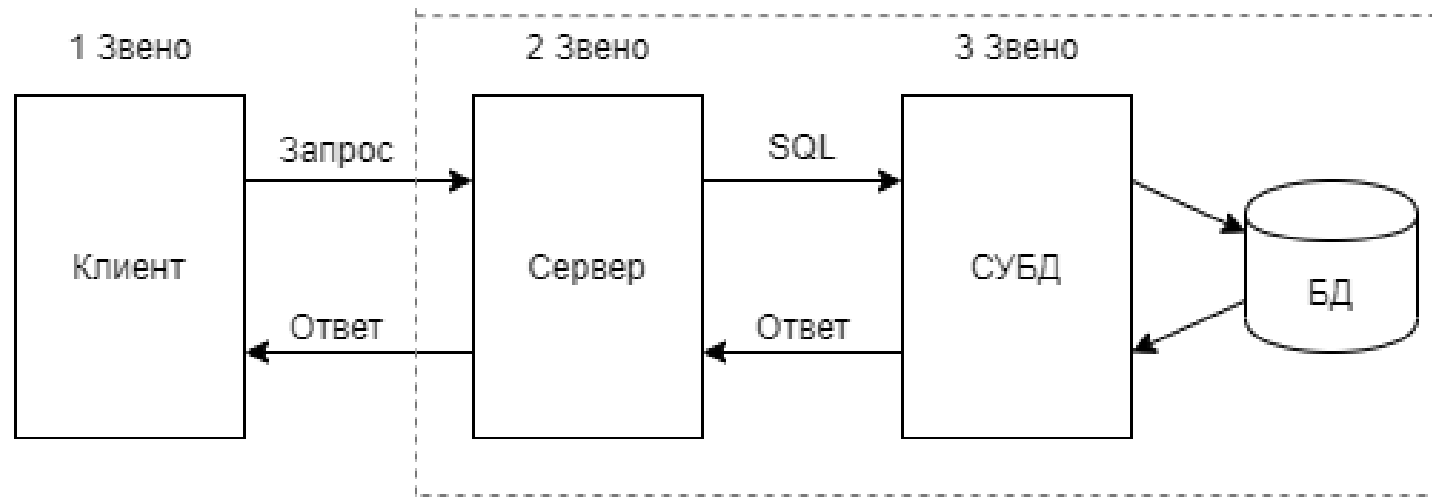 1 Звено
2 Звено
3 Звено
Запрос
SQL
Клиент
Сервер
СУБД
БД
Ответ
Ответ